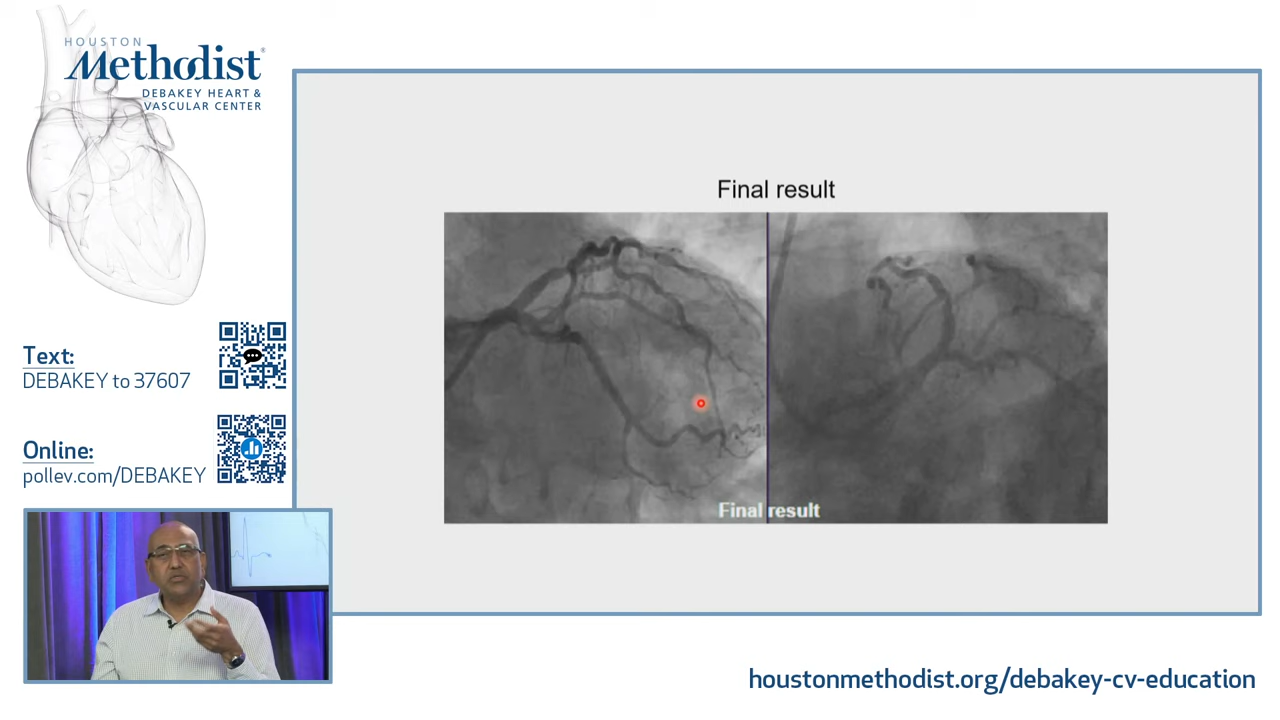 HOUSTON
Methodist®
DEBAKEY HEART &
VASCULAR CENTER
Text:
DEBAKEY to 37607
Online:
pollev.com/DEBAKEY
Final result
Final result
houstonmethodist.org/debakey-cv-education